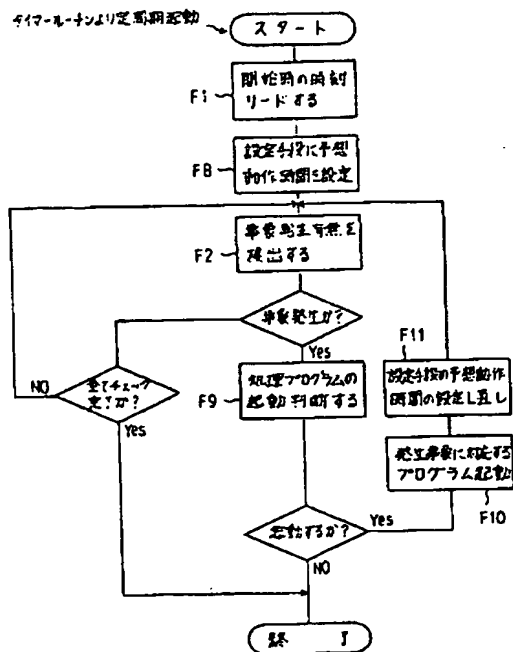 タイマールーチンより定周期起動
スタート
F1
開始時の時刻
リードする
F8
設定手段に予想
動作時間を設定
F2
事象発生有無を
検出する
事象発生か?
Yes
F11
NO
全てチェック
完了か?
Yes
F9
処理プログラムの
起動判断する
設定手段の予想動作
時間の設定し直し
発生事象に対応する
プログラム起動
F10
起動するか?
Yes
NO
終 了